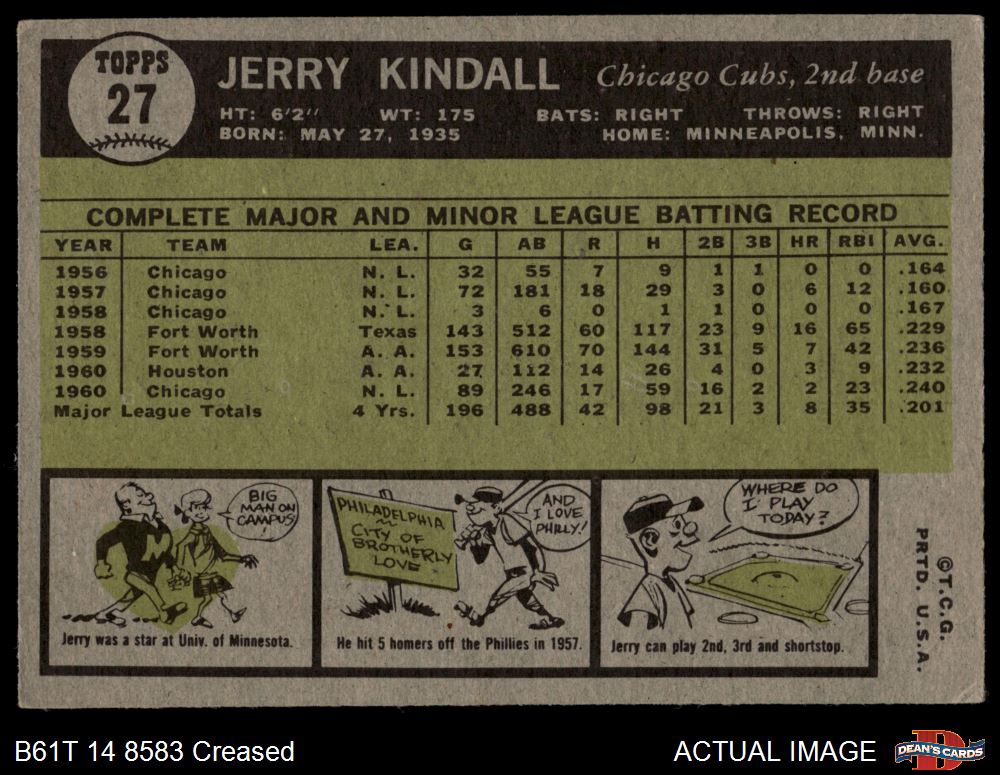 TOPPS
27
JERRY KINDALL Chicago Cubs, 2nd base
HT: 6'2'' WT: 175 BATS: RIGHT THROWS: RIGHT
BORN: MAY 27, 1935 HOME: MINNEAPOLIS, MINN.
COMPLETE MAJOR AND MINOR LEAGUE BATTING RECORD
YEAR TEAM LEA. G AB R H 2B 3B HR RBI AVG.
1956 Chicago N. L. 32 55 7 9 1 1 0 0 .164
1957 Chicago N. L. 72 181 18 29 3 0 6 12 .160
1958 Chicago N. L. 3 6 0 1 1 0 0 0 .167
1958 Fort Worth Texas 143 512 60 117 23 9 16 65 .229
1959 Fort Worth A. A. 153 610 70 144 31 5 7 42 .236
1960 Houston A. A. 27 112 14 26 4 0 3 9 .232
1960 Chicago N. L. 89 246 17 59 16 2 2 23 .240
Major League Totals 4 Yrs. 196 488 42 98 21 3 8 35 .201
BIG
MAN ON
CAMPUS!
M
Jerry was a star at Univ. of Minnesota.
PHILADELPHIA
~
CITY OF
BROTHERLY
LOVE
AND
I LOVE
PHILLY!
He hit 5 homers off the Phillies in 1957.
WHERE DO
I PLAY
TODAY?
Jerry can play 2nd, 3rd and shortstop.
©T.C.G.
PRTD. U.S.A.
B61T 14 8583 Creased
ACTUAL IMAGE
D
DEAN'S CARDS